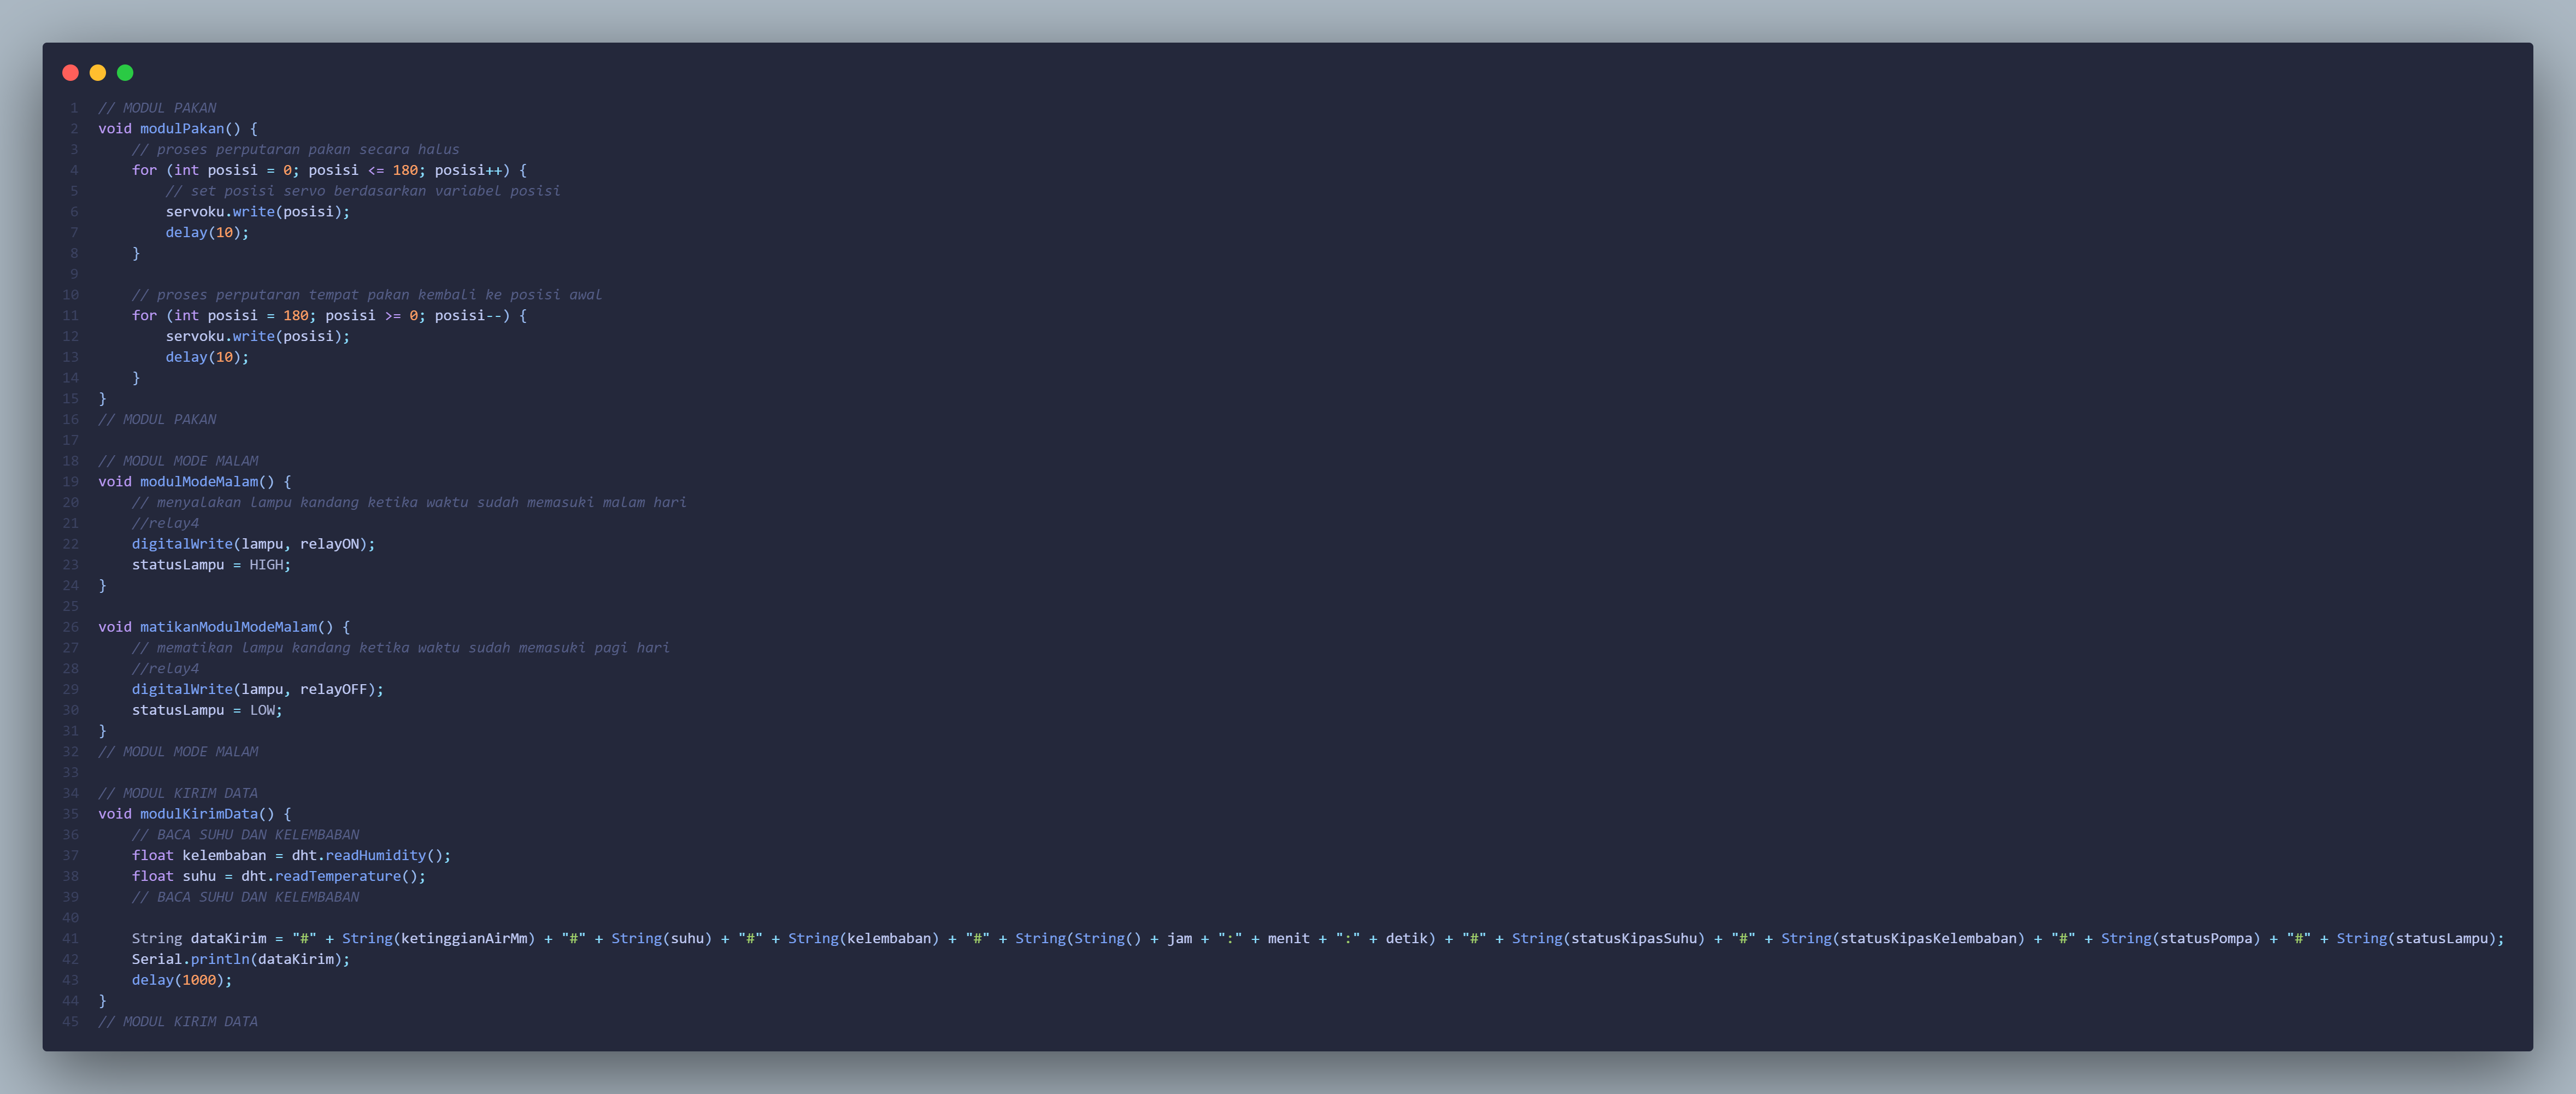 1 // MODUL PAKAN
2 void modulPakan() {
3     // proses perputaran pakan secara halus
4     for (int posisi = 0; posisi <= 180; posisi++) {
5         // set posisi servo berdasarkan variabel posisi
6         servoku.write(posisi);
7         delay(10);
8     }
9
10     // proses perputaran tempat pakan kembali ke posisi awal
11     for (int posisi = 180; posisi >= 0; posisi--) {
12         servoku.write(posisi);
13         delay(10);
14     }
15 }
16 // MODUL PAKAN
17
18 // MODUL MODE MALAM
19 void modulModeMalam() {
20     // menyalakan lampu kandang ketika waktu sudah memasuki malam hari
21     //relay4
22     digitalWrite(lampu, relayON);
23     statusLampu = HIGH;
24 }
25
26 void matikanModulModeMalam() {
27     // mematikan lampu kandang ketika waktu sudah memasuki pagi hari
28     //relay4
29     digitalWrite(lampu, relayOFF);
30     statusLampu = LOW;
31 }
32 // MODUL MODE MALAM
33
34 // MODUL KIRIM DATA
35 void modulKirimData() {
36     // BACA SUHU DAN KELEMBABAN
37     float kelembaban = dht.readHumidity();
38     float suhu = dht.readTemperature();
39     // BACA SUHU DAN KELEMBABAN
40
41     String dataKirim = "#" + String(ketinggianAirMm) + "#" + String(suhu) + "#" + String(kelembaban) + "#" + String(String() + jam + ":" + menit + ":" + detik) + "#" + String(statusKipasSuhu) + "#" + String(statusKipasKelembaban) + "#" + String(statusPompa) + "#" + String(statusLampu);
42     Serial.println(dataKirim);
43     delay(1000);
44 }
45 // MODUL KIRIM DATA